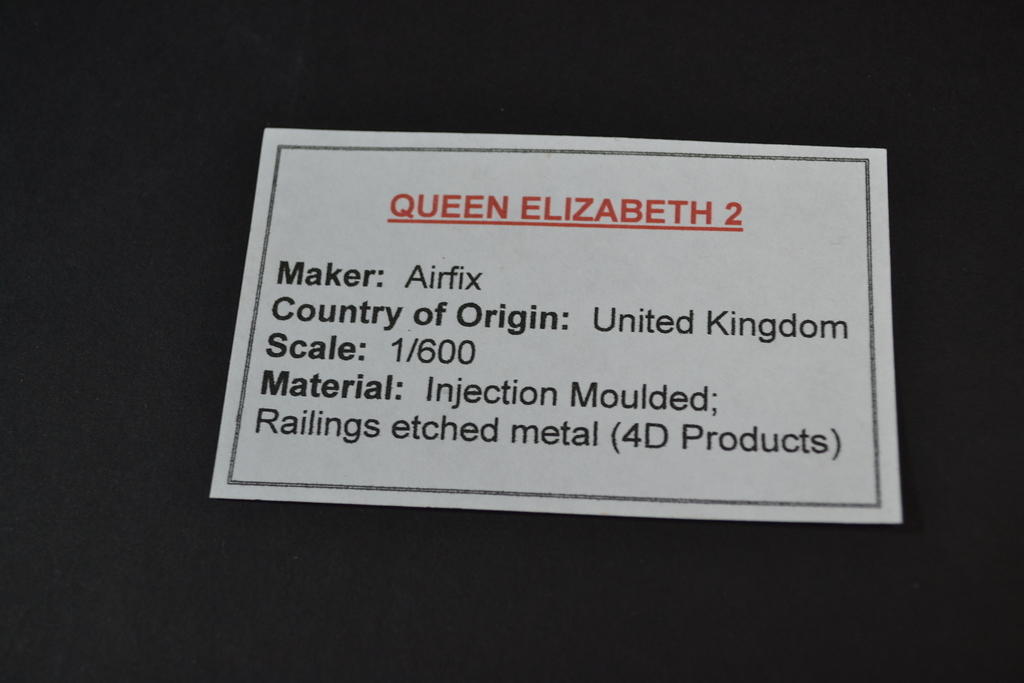 QUEEN ELIZABETH 2
Maker: Airfix
Country of Origin: United Kingdom
Scale: 1/600
Material: Injection Moulded;
Railings etched metal (4D Products)